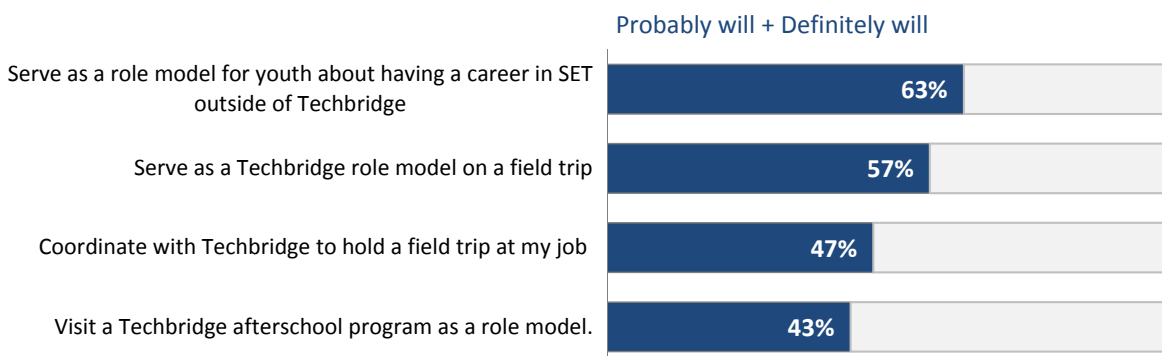 Probably will + Definitely will
Serve as a role model for youth about having a career in SET
outside of Techbridge
63%
Serve as a Techbridge role model on a field trip
57%
Coordinate with Techbridge to hold a field trip at my job
47%
Visit a Techbridge afterschool program as a role model.
43%